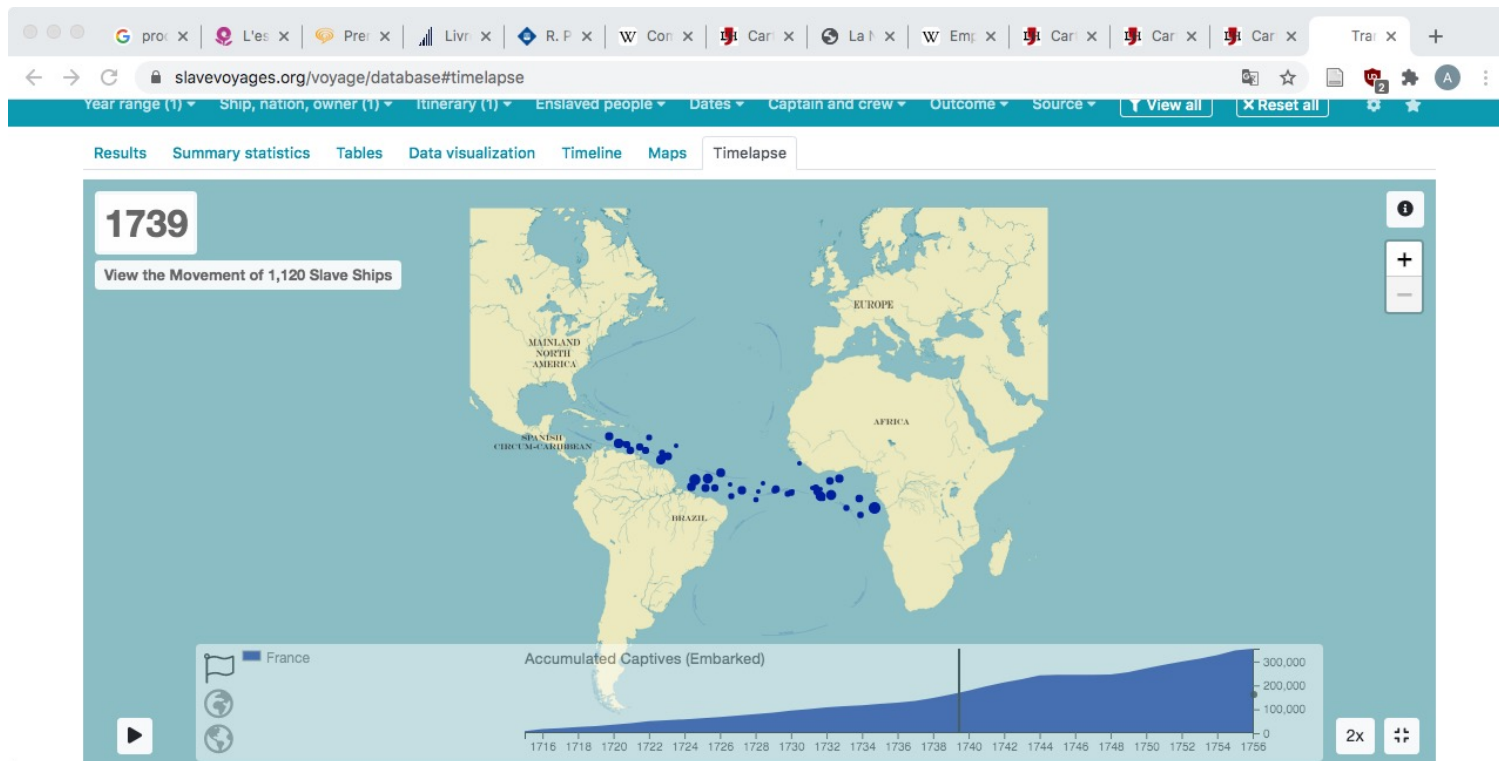 proc L'es Prer Livr R. P Con Car La N Emp Car Car Car Trar
slavevoyages.org/voyage/database#timelapse
A
2
Year range (1) Ship, nation, owner (1) Itinerary (1) Enslaved people Dates Captain and crew Outcome Source View all Reset all
Results Summary statistics Tables Data visualization Timeline Maps Timelapse
1739
View the Movement of 1,120 Slave Ships
+
−
EUROPE
MAINLAND
NORTH
AMERICA
AFRICA
SPANISH
CIRCUM-CARIBBEAN
BRAZIL
France
Accumulated Captives (Embarked)
300,000
200,000
100,000
0
1716 1718 1720 1722 1724 1726 1728 1730 1732 1734 1736 1738 1740 1742 1744 1746 1748 1750 1752 1754 1756
2x